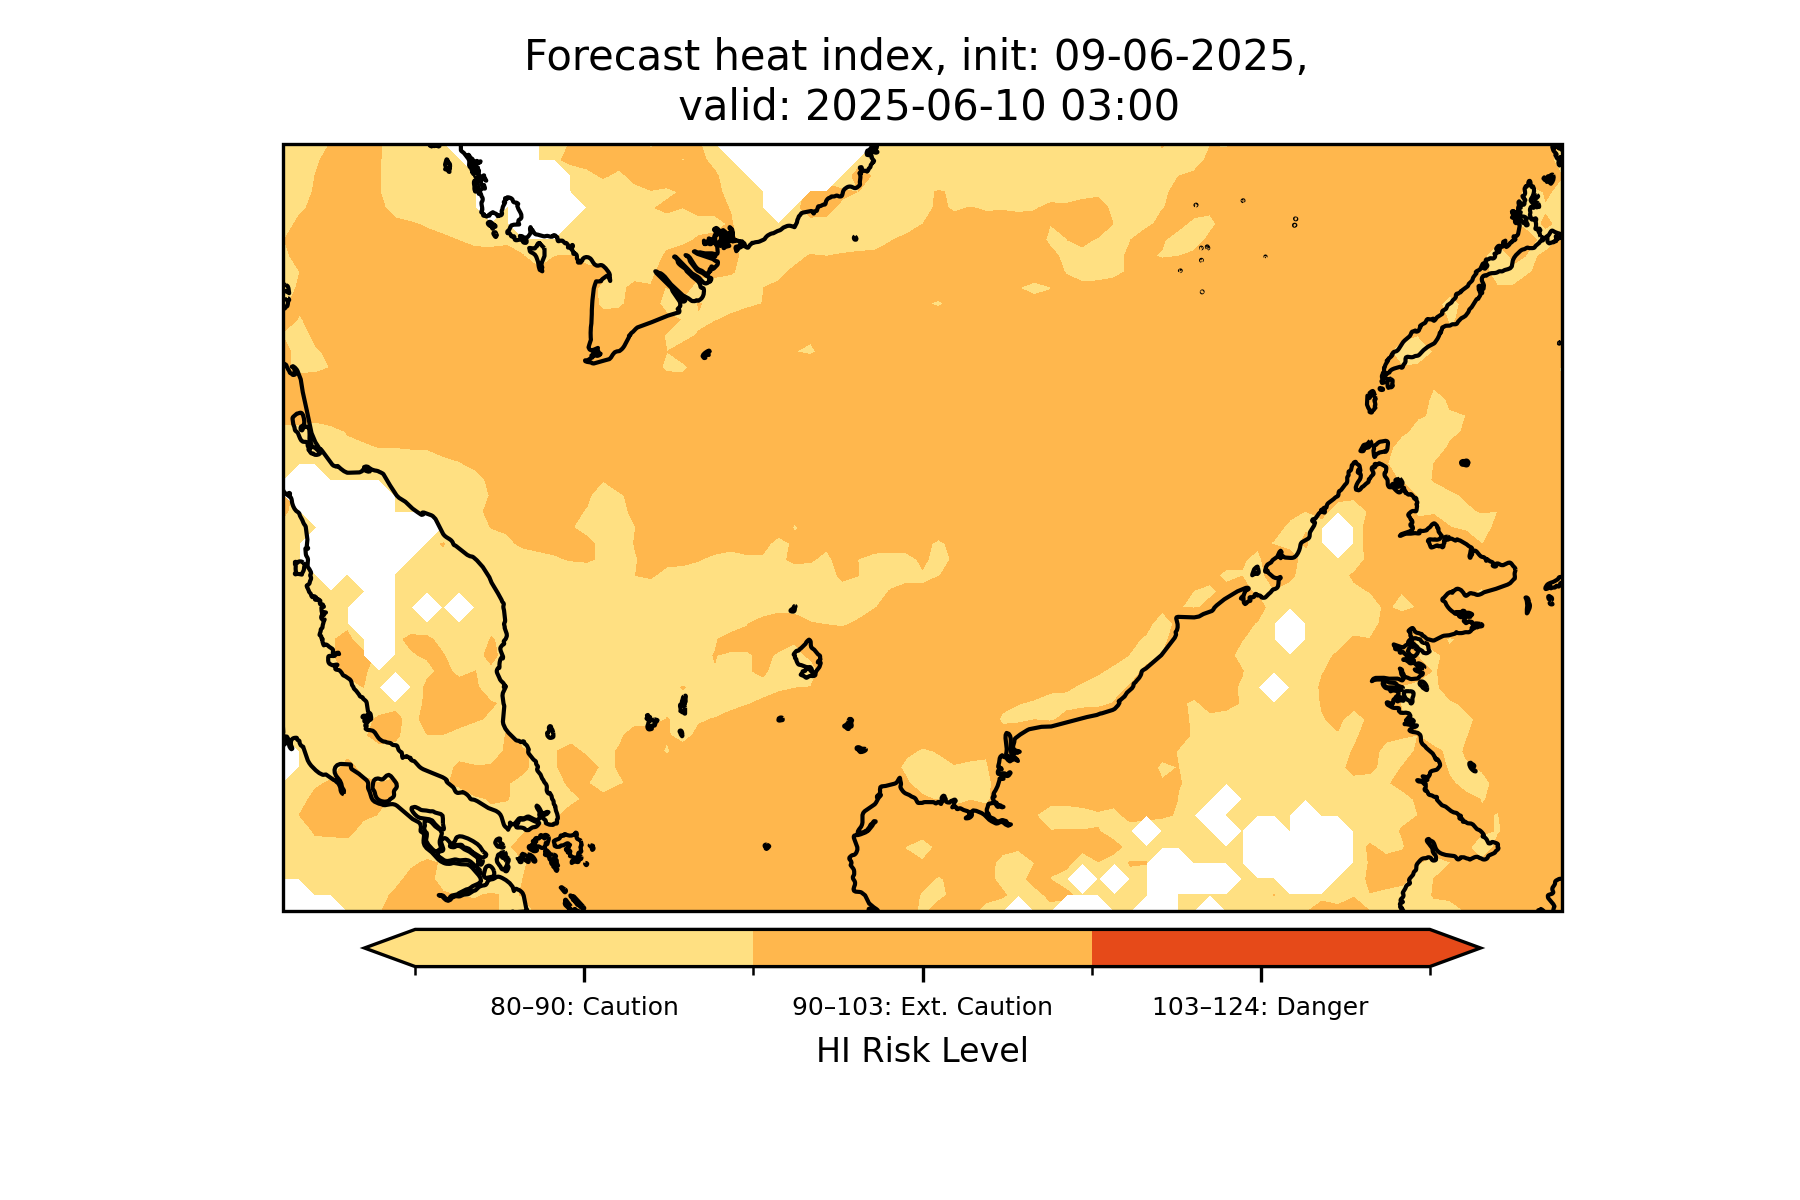 Forecast heat index, init: 09-06-2025,
valid: 2025-06-10 03:00
80–90: Caution
90–103: Ext. Caution
103–124: Danger
HI Risk Level